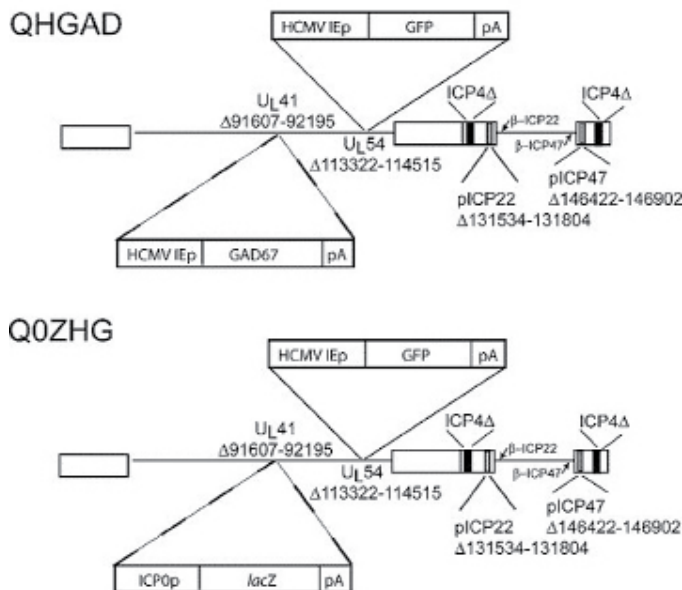 QHGAD
HCMV IEp GFP pA
UL41
Δ91607-92195
UL54
Δ113322-114515
ICP4Δ
β-ICP22
β-ICP47
ICP4Δ
pICP22
Δ131534-131804
pICP47
Δ146422-146902
HCMV IEp GAD67 pA
Q0ZHG
HCMV IEp GFP pA
UL41
Δ91607-92195
UL54
Δ113322-114515
ICP4Δ
β-ICP22
β-ICP47
ICP4Δ
pICP22
Δ131534-131804
pICP47
Δ146422-146902
ICP0p lacZ pA